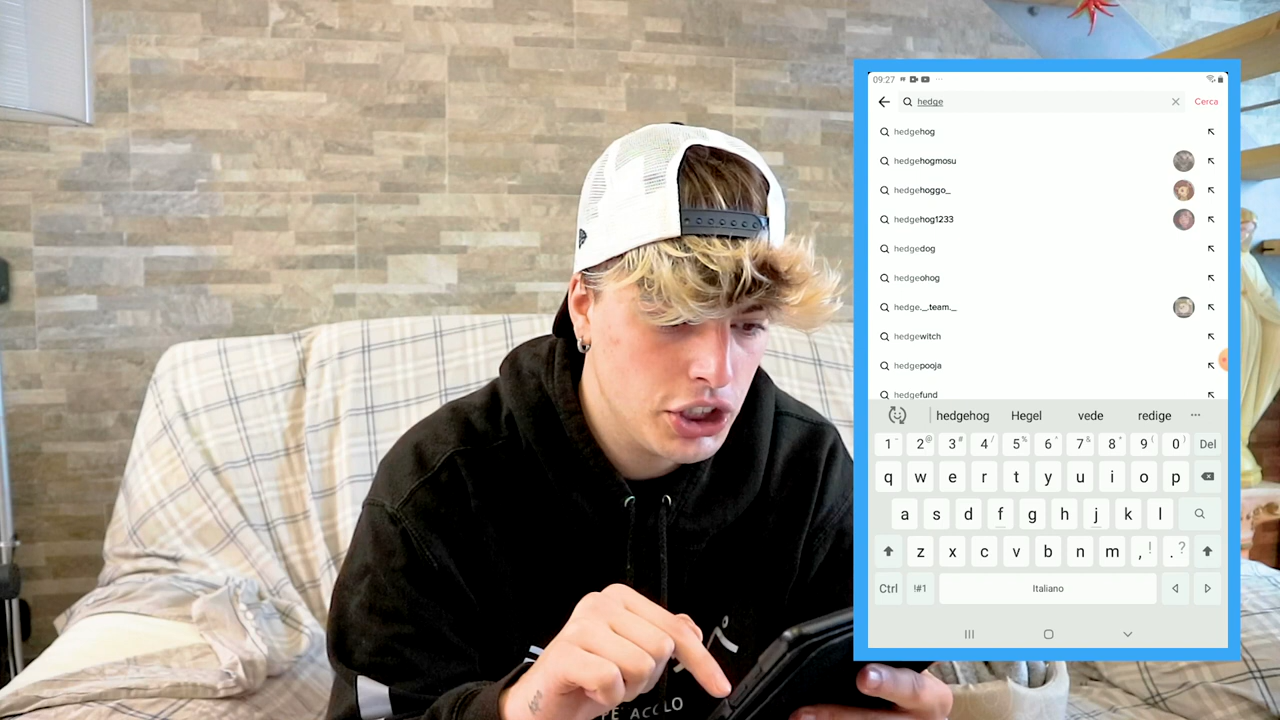 09:27
hedge
Cerca
hedgehog
hedgehogmosu
hedgehoggo_
hedgehog1233
hedgedog
hedgeohog
hedge._.team._
hedgewitch
hedgepooja
hedgefund
hedgehog Hegel vede redige ...
1 - 2 @ 3 # 4 / 5 % 6 ^ 7 & 8 * 9 ( 0 ) Del
q w e r t y u i o p
a s d f g h j k l
z x c v b n m , ! . ?
Ctrl !#1 Italiano